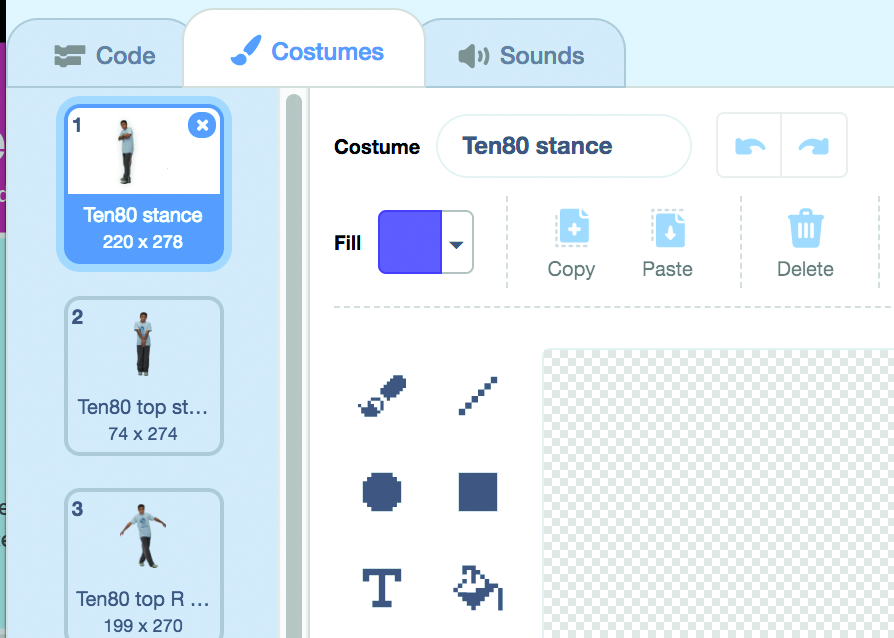 Code
Costumes
Sounds
1
Ten80 stance
220 x 278
2
Ten80 top st...
74 x 274
3
Ten80 top R ...
199 x 270
Costume
Ten80 stance
Fill
Copy
Paste
Delete
T